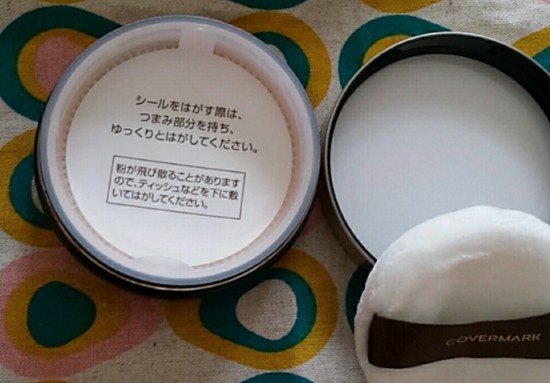 シールをはがす際は、
つまみ部分を持ち、
ゆっくりとはがしてください。
粉が飛び散ることがあります
ので、ティッシュなどを下に敷
いてはがしてください。
COVERMARK